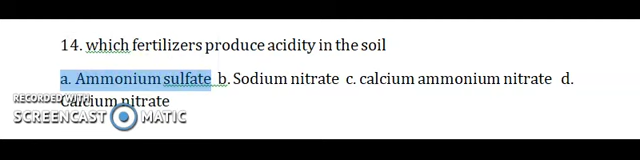 14. which fertilizers produce acidity in the soil
a. Ammonium sulfate b. Sodium nitrate c. calcium ammonium nitrate d.
Calcium nitrate
RECORDED WITH
SCREENCAST MATIC